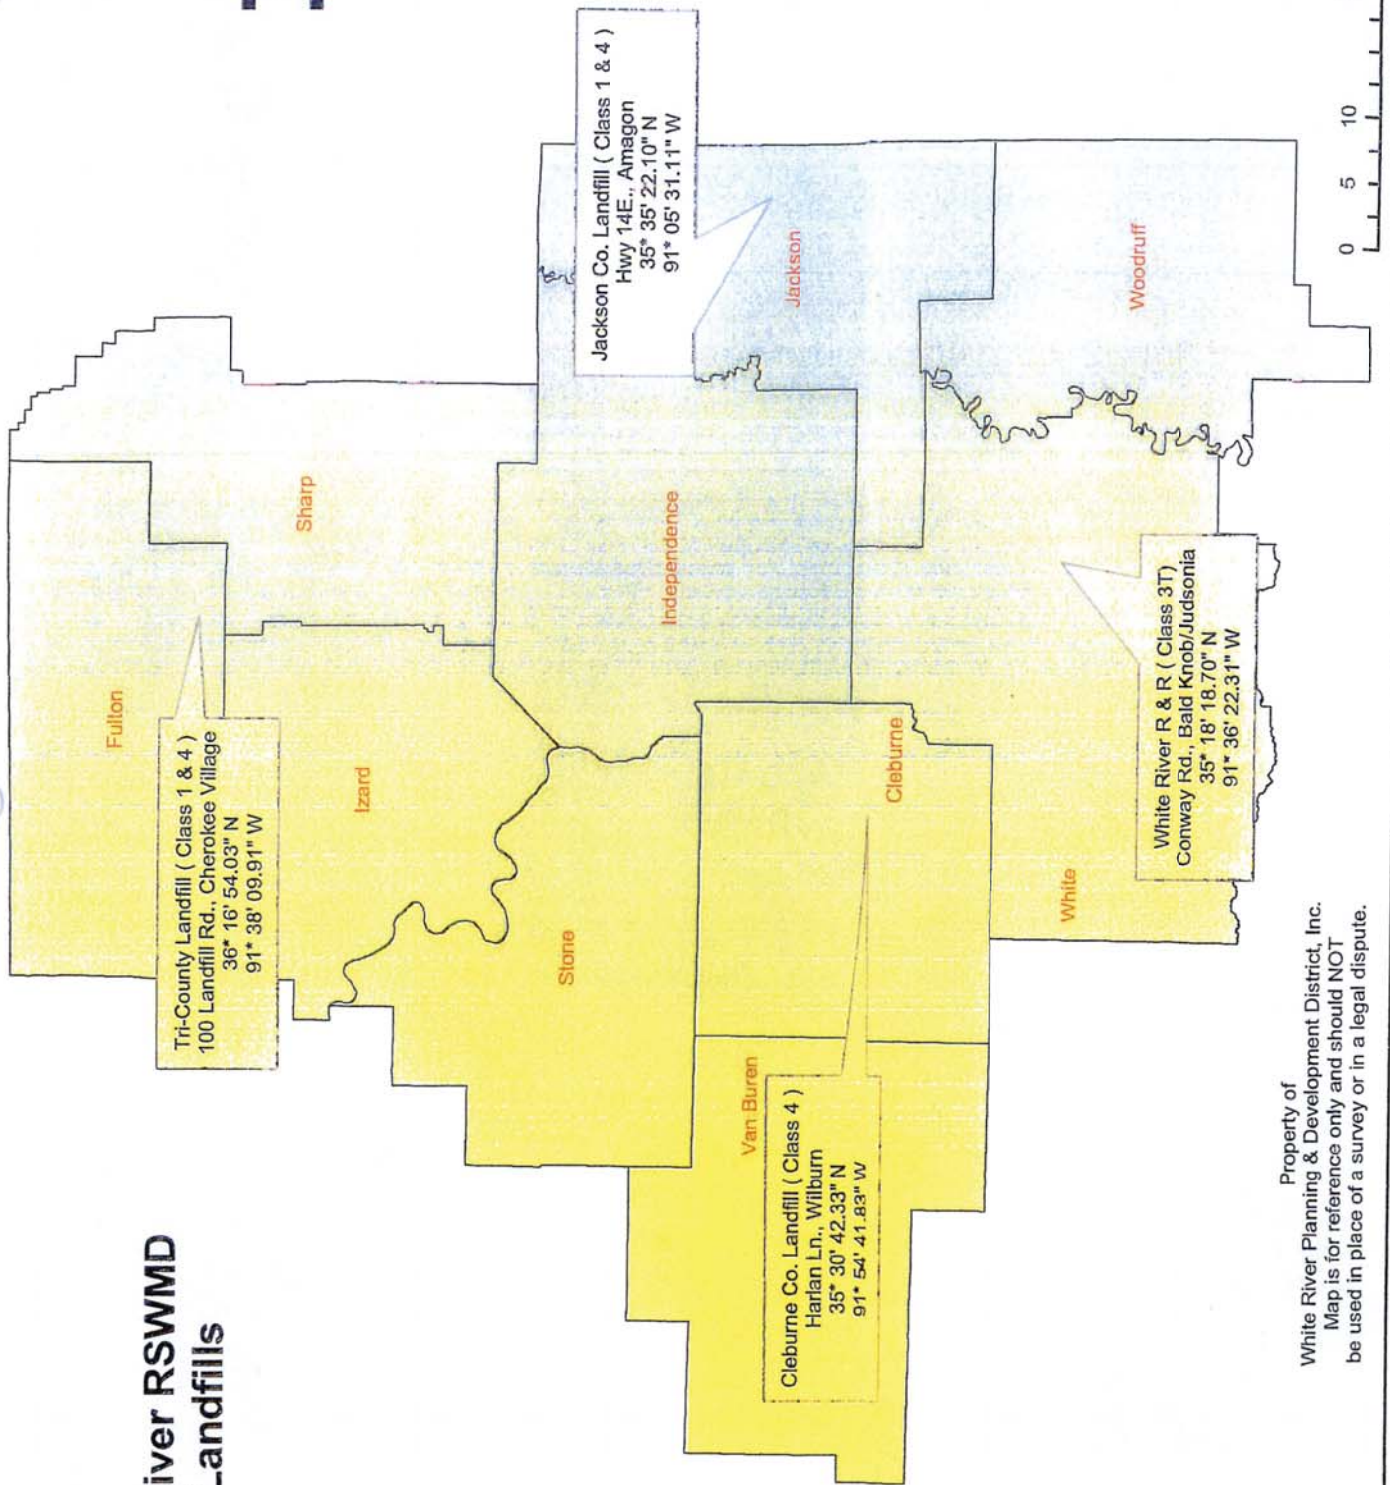 iver RSWMD
Landfills
Fulton
Sharp
Tri-County Landfill ( Class 1 & 4 )
100 Landfill Rd., Cherokee Village
36* 16' 54.03" N
91* 38' 09.91" W
Izard
Stone
Independence
Jackson Co. Landfill ( Class 1 & 4 )
Hwy 14E., Amagon
35* 35' 22.10" N
91* 05' 31.11" W
Jackson
Van Buren
Cleburne Co. Landfill ( Class 4 )
Harlan Ln., Wilburn
35* 30' 42.33" N
91* 54' 41.83" W
Cleburne
White
Woodruff
White River R & R ( Class 3T)
Conway Rd., Bald Knob/Judsonia
35* 18' 18.70" N
91* 36' 22.31" W
Property of
White River Planning & Development District, Inc.
Map is for reference only and should NOT
be used in place of a survey or in a legal dispute.
0 5 10